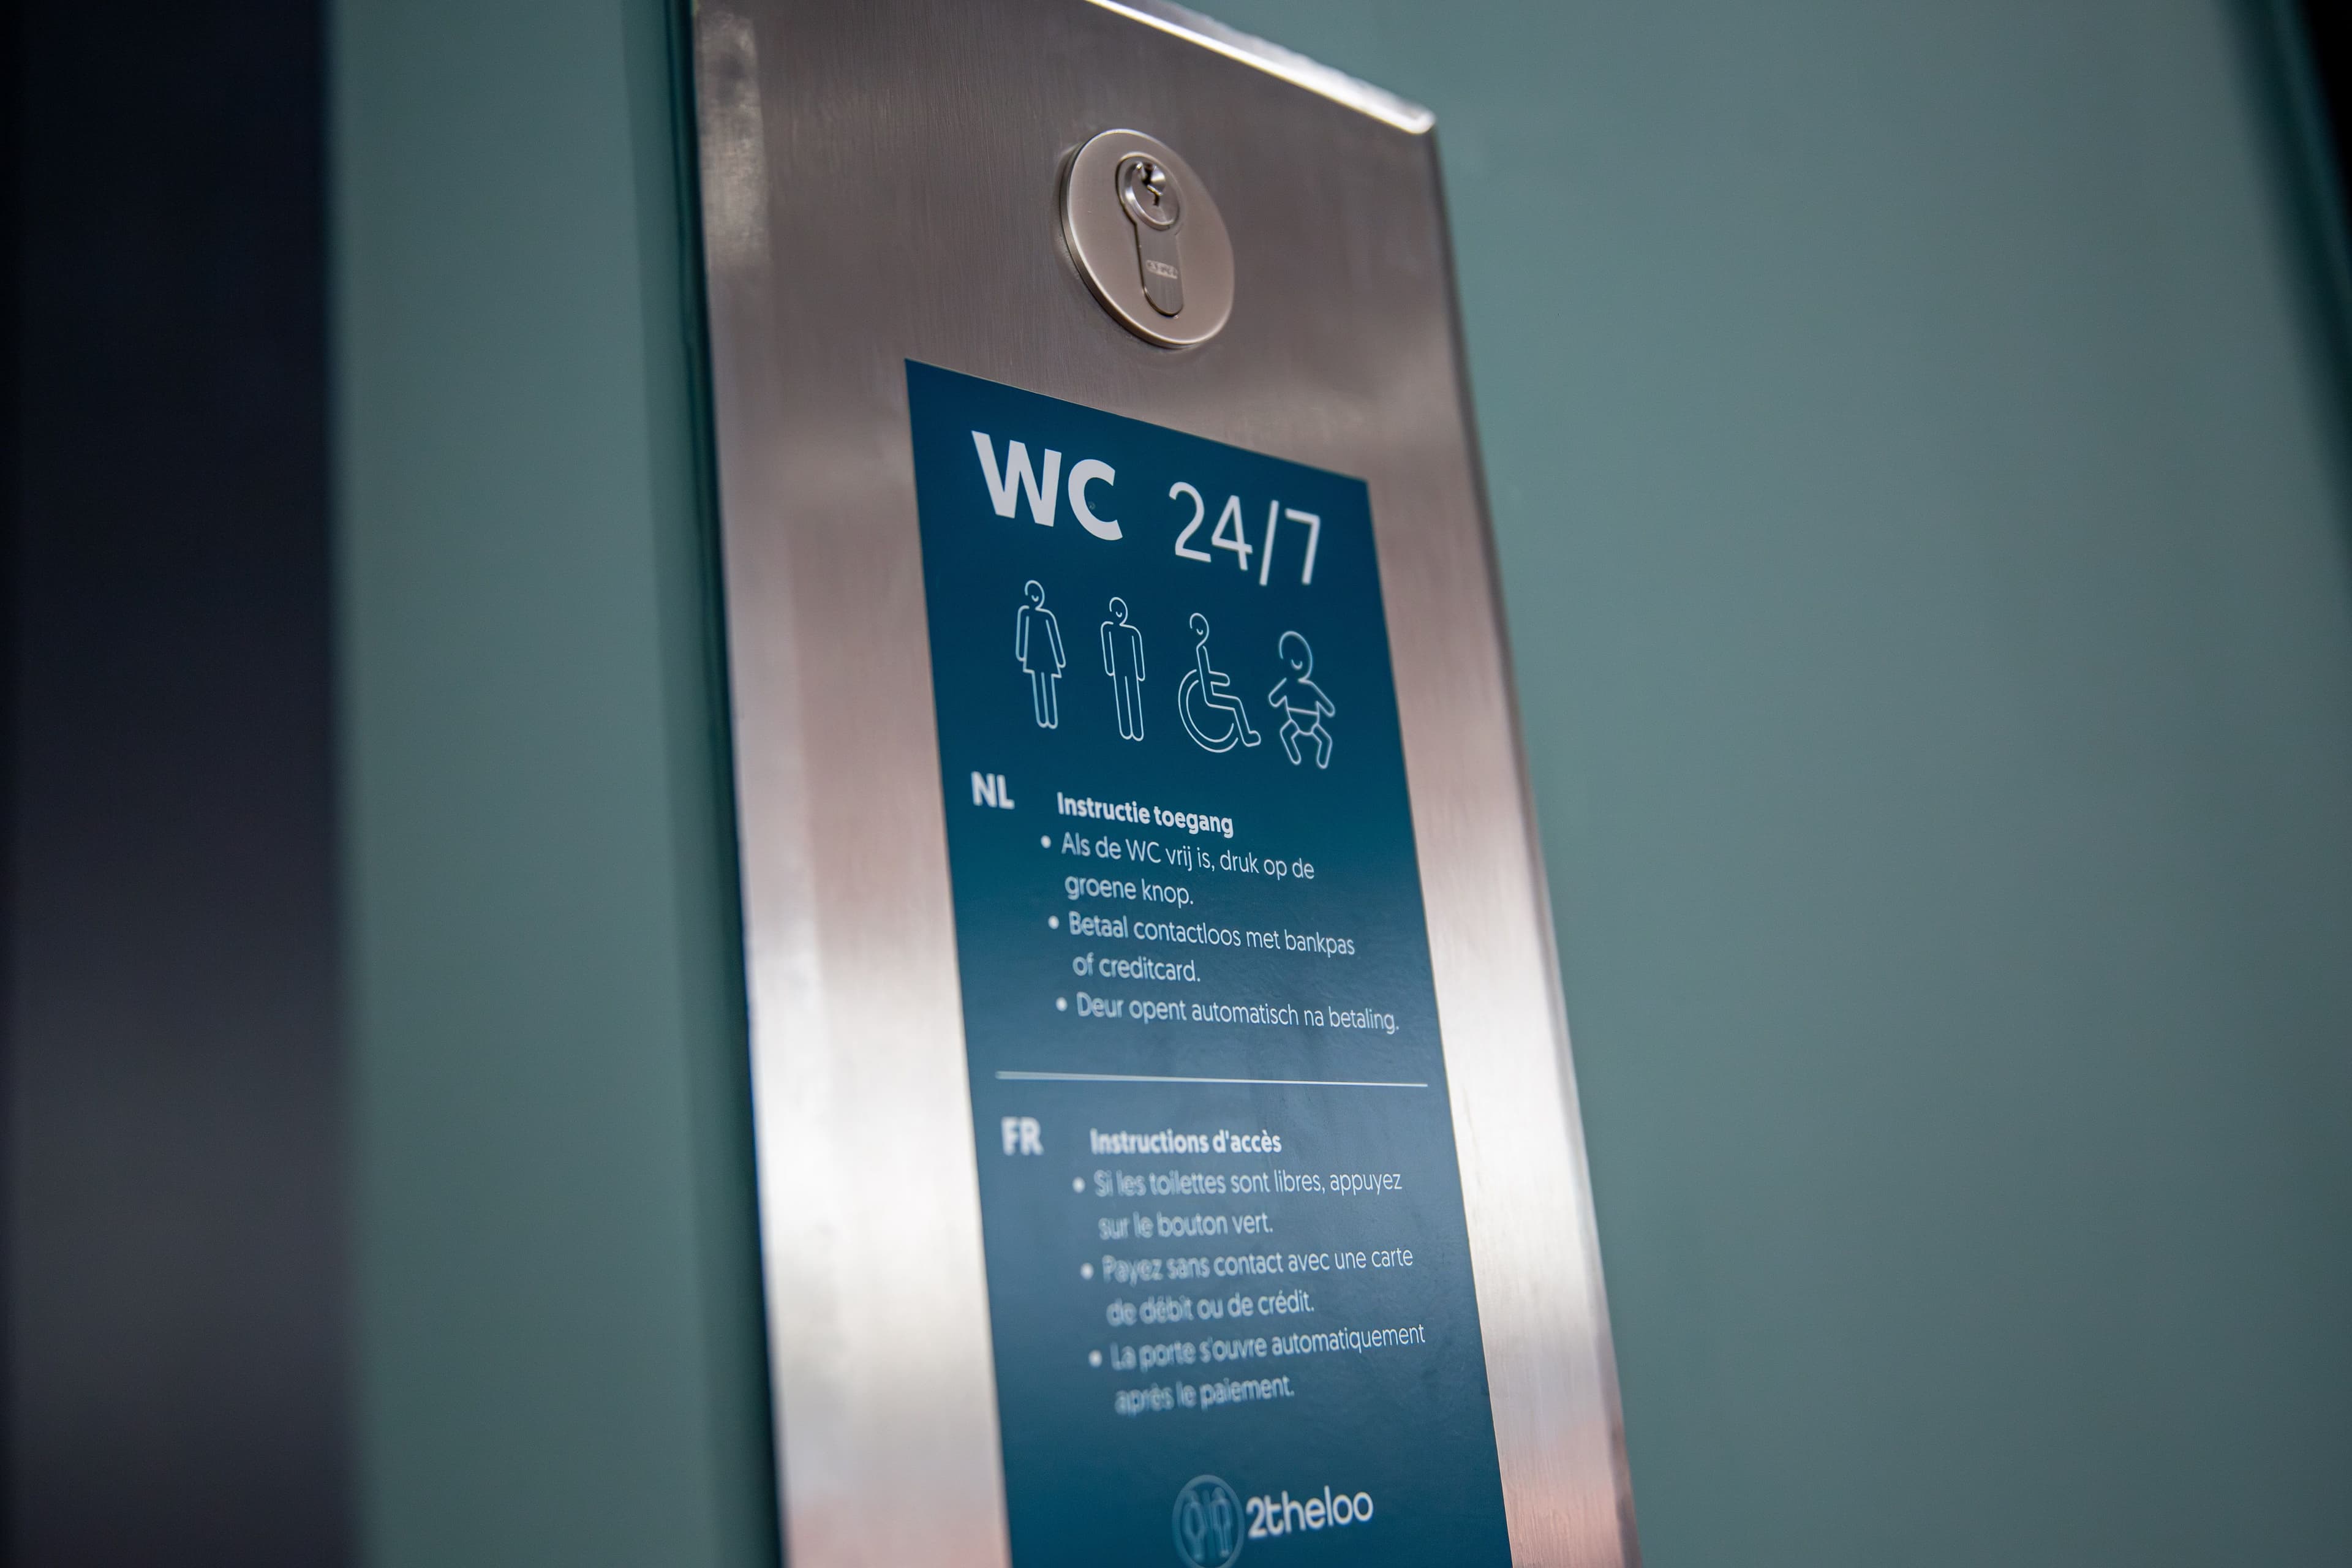 WC 24/7
NL
Instructie toegang
• Als de WC vrij is, druk op de
groene knop.
• Betaal contactloos met bankpas
of creditcard.
• Deur opent automatisch na betaling.
FR
Instructions d'accès
• Si les toilettes sont libres, appuyez
sur le bouton vert.
• Payez sans contact avec une carte
de débit ou de crédit.
• La porte s'ouvre automatiquement
après le paiement.
2theloo